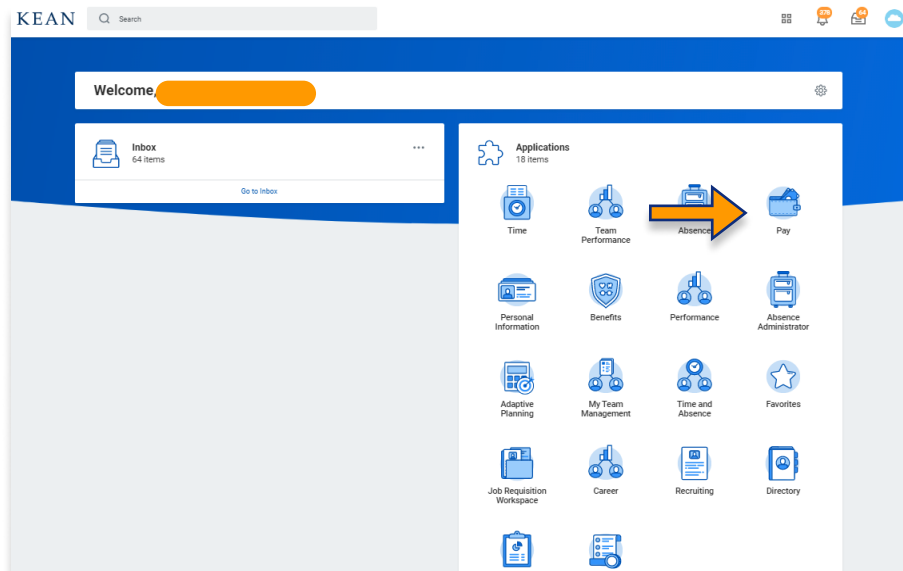 KEAN
Search
270
64
Welcome,
Inbox
64 items
Go to Inbox
Applications
18 items
Time
Team
Performance
Absence
Pay
Personal
Information
Benefits
Performance
Absence
Administrator
Adaptive
Planning
My Team
Management
Time and
Absence
Favorites
Job Requisition
Workspace
Career
Recruiting
Directory